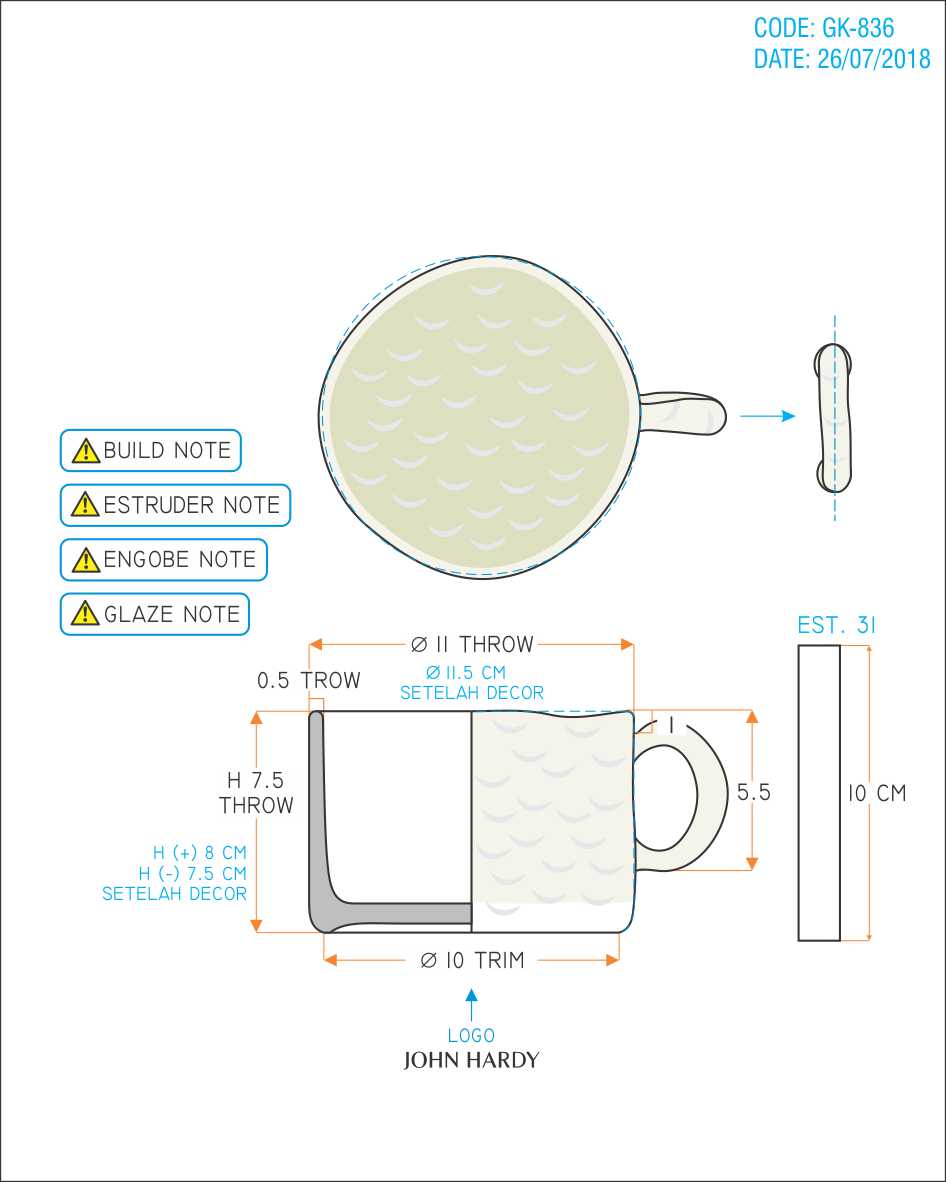 CODE: GK-836
DATE: 26/07/2018
BUILD NOTE
ESTRUDER NOTE
ENGOBE NOTE
GLAZE NOTE
EST. 31
Ø 11 THROW
Ø 11.5 CM
SETELAH DECOR
0.5 TROW
1
H 7.5
THROW
5.5
10 CM
H (+) 8 CM
H (-) 7.5 CM
SETELAH DECOR
Ø 10 TRIM
LOGO
JOHN HARDY